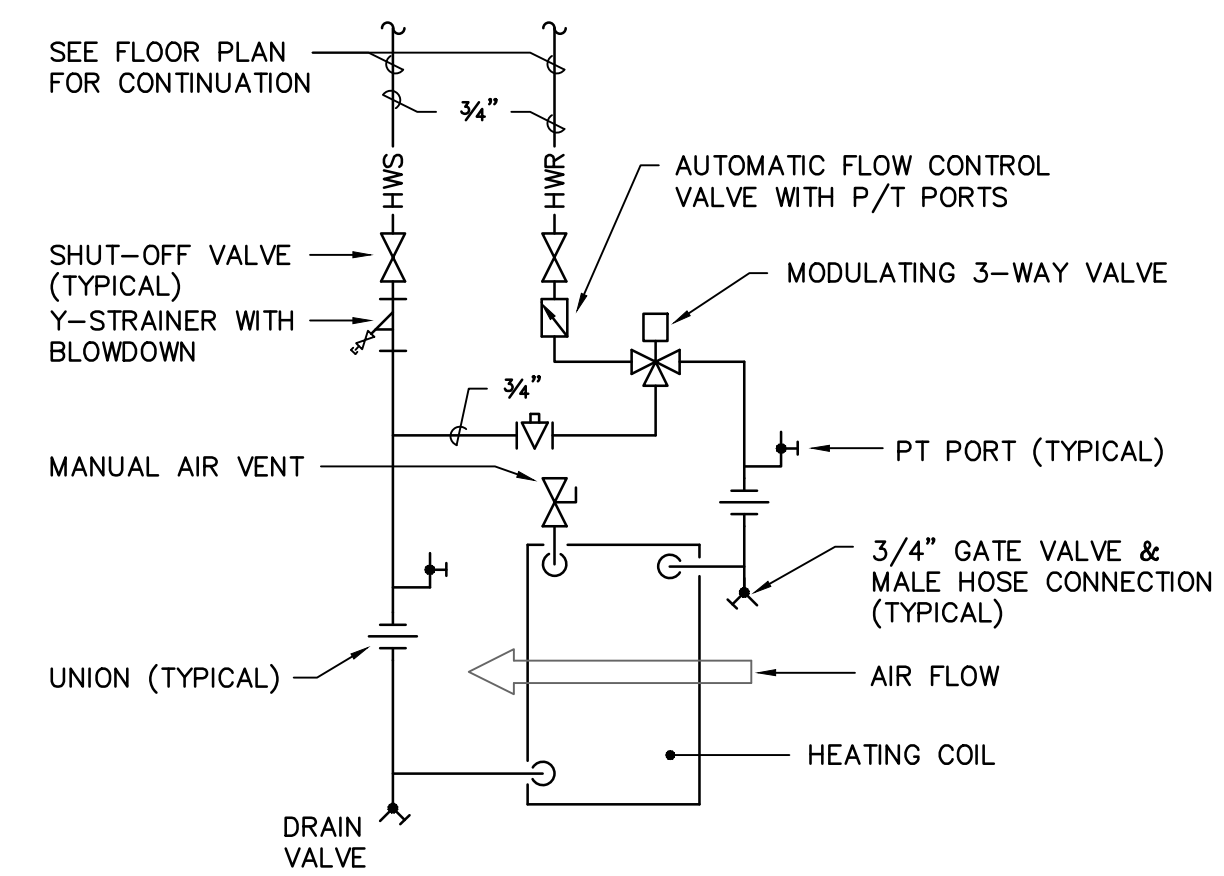 SEE FLOOR PLAN
FOR CONTINUATION
¾"
HWS
HWR
AUTOMATIC FLOW CONTROL
VALVE WITH P/T PORTS
SHUT-OFF VALVE
(TYPICAL)
MODULATING 3-WAY VALVE
Y-STRAINER WITH
BLOWDOWN
¾"
MANUAL AIR VENT
PT PORT (TYPICAL)
3/4" GATE VALVE &
MALE HOSE CONNECTION
(TYPICAL)
UNION (TYPICAL)
AIR FLOW
HEATING COIL
DRAIN
VALVE